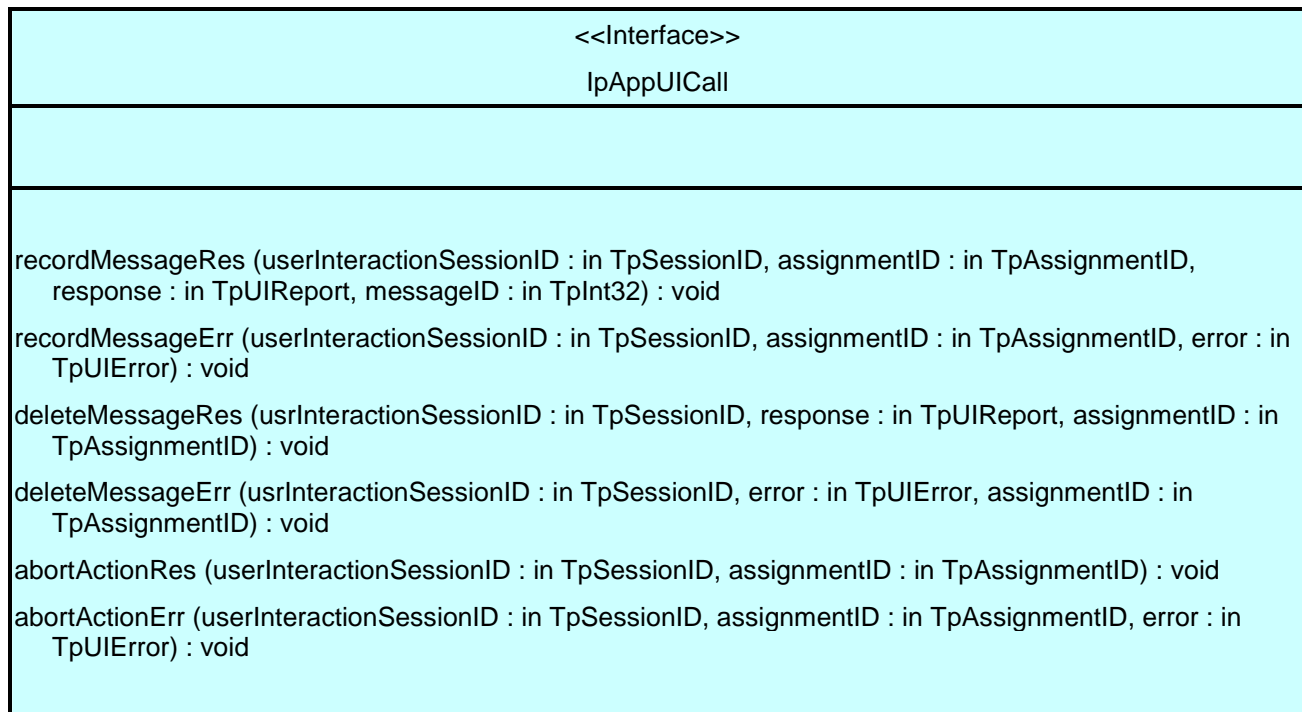 <<Interface>>
IpAppUICall
recordMessageRes (userInteractionSessionID : in TpSessionID, assignmentID : in TpAssignmentID,
response : in TpUIReport, messageID : in TpInt32) : void
recordMessageErr (userInteractionSessionID : in TpSessionID, assignmentID : in TpAssignmentID, error : in
TpUIError) : void
deleteMessageRes (usrInteractionSessionID : in TpSessionID, response : in TpUIReport, assignmentID : in
TpAssignmentID) : void
deleteMessageErr (usrInteractionSessionID : in TpSessionID, error : in TpUIError, assignmentID : in
TpAssignmentID) : void
abortActionRes (userInteractionSessionID : in TpSessionID, assignmentID : in TpAssignmentID) : void
abortActionErr (userInteractionSessionID : in TpSessionID, assignmentID : in TpAssignmentID, error : in
TpUIError) : void